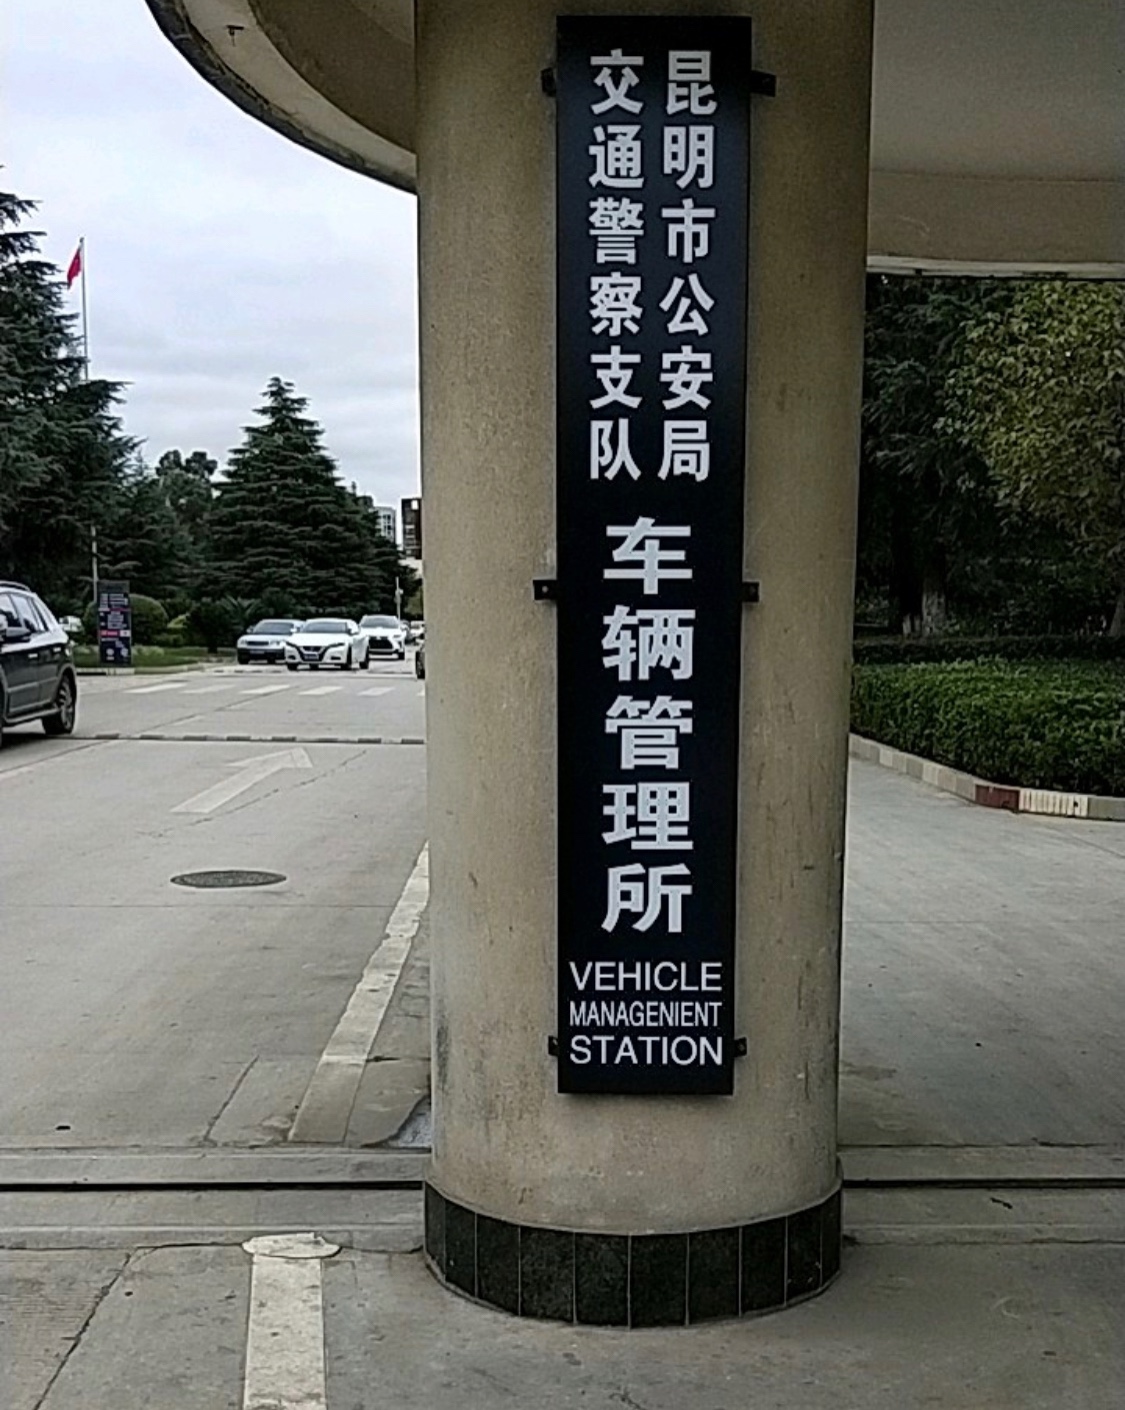 昆明市公安局
交通警察支队
车辆管理所
VEHICLE
MANAGENIENT
STATION